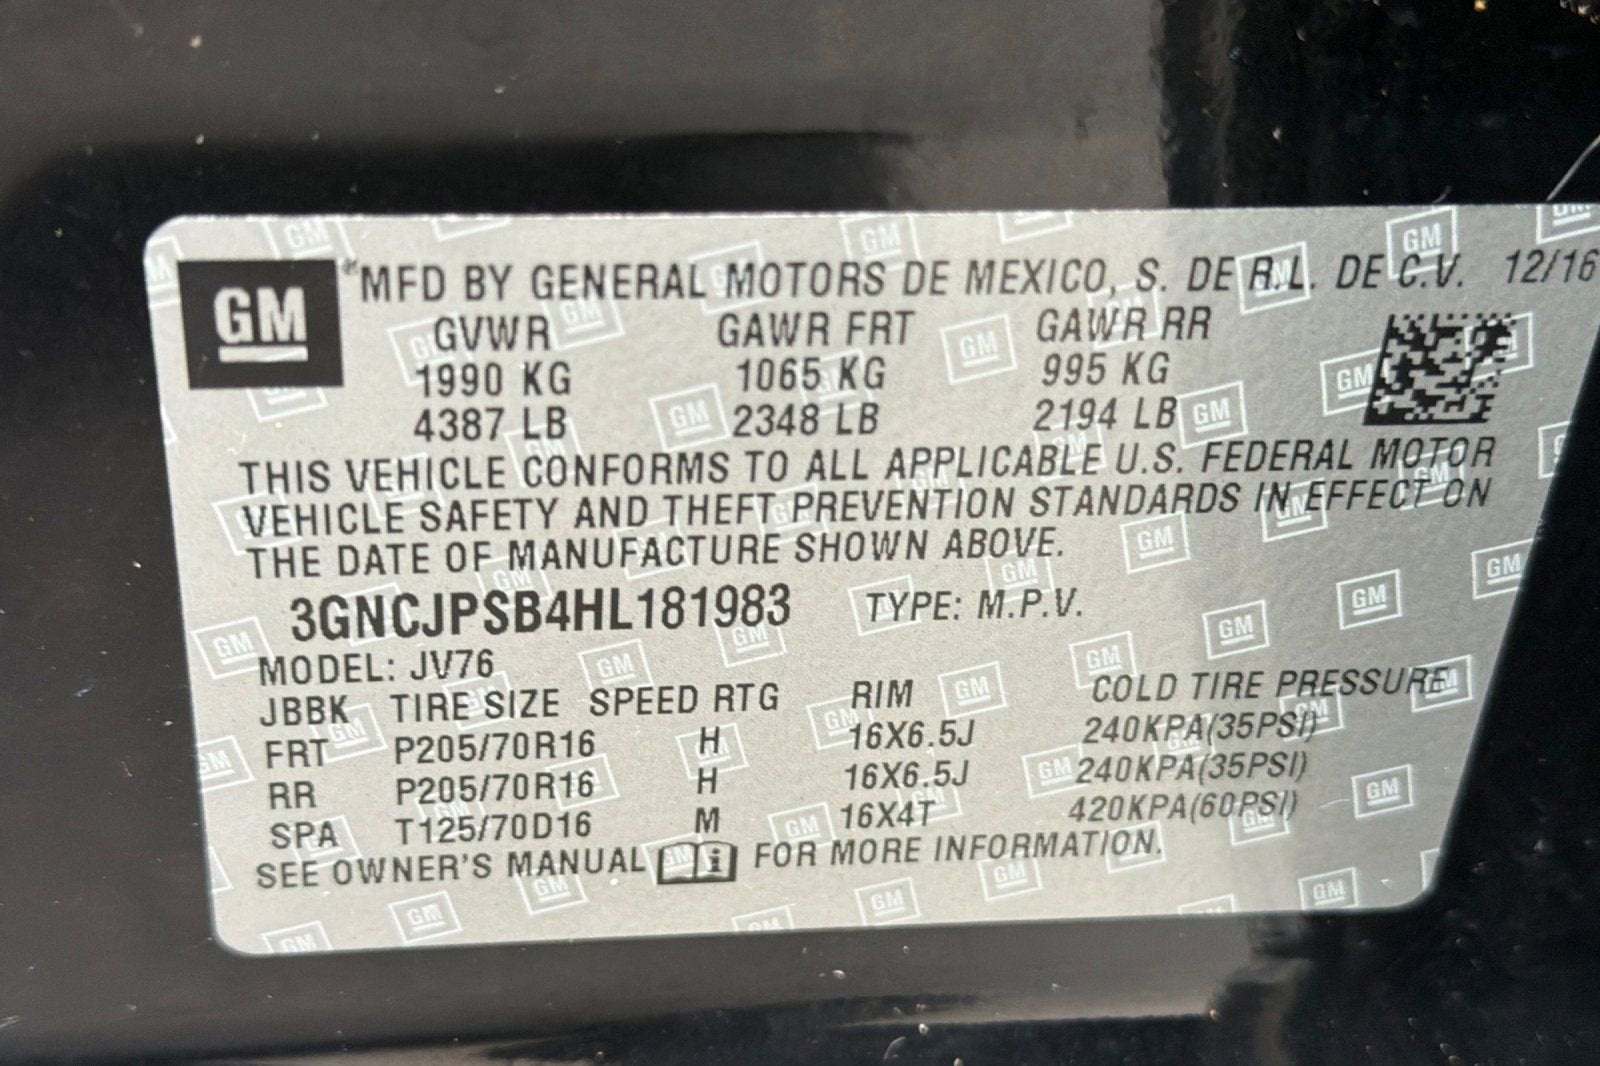 GM
MFD BY GENERAL MOTORS DE MEXICO, S. DE R.L. DE C.V. 12/16
GVWR GAWR FRT GAWR RR
1990 KG 1065 KG 995 KG
4387 LB 2348 LB 2194 LB
THIS VEHICLE CONFORMS TO ALL APPLICABLE U.S. FEDERAL MOTOR
VEHICLE SAFETY AND THEFT PREVENTION STANDARDS IN EFFECT ON
THE DATE OF MANUFACTURE SHOWN ABOVE.
3GNCJPSB4HL181983 TYPE: M.P.V.
MODEL: JV76
JBBK TIRE SIZE SPEED RTG RIM COLD TIRE PRESSURE
FRT P205/70R16 H 16X6.5J 240KPA(35PSI)
RR P205/70R16 H 16X6.5J 240KPA(35PSI)
SPA T125/70D16 M 16X4T 420KPA(60PSI)
SEE OWNER'S MANUAL i FOR MORE INFORMATION.